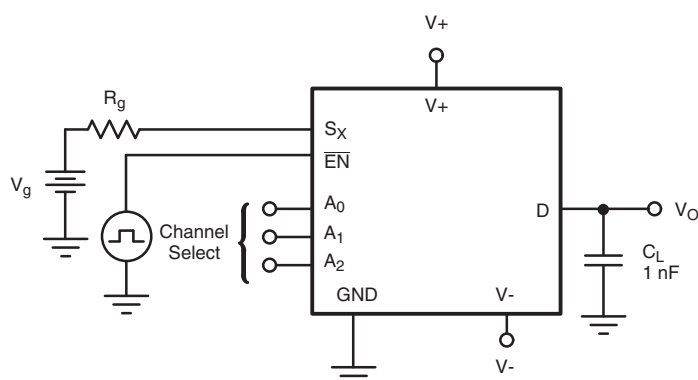 V+
V+
Rg
SX
EN
Vg
A0
A1
A2
Channel
Select
D
VO
CL
1 nF
GND
V-
V-